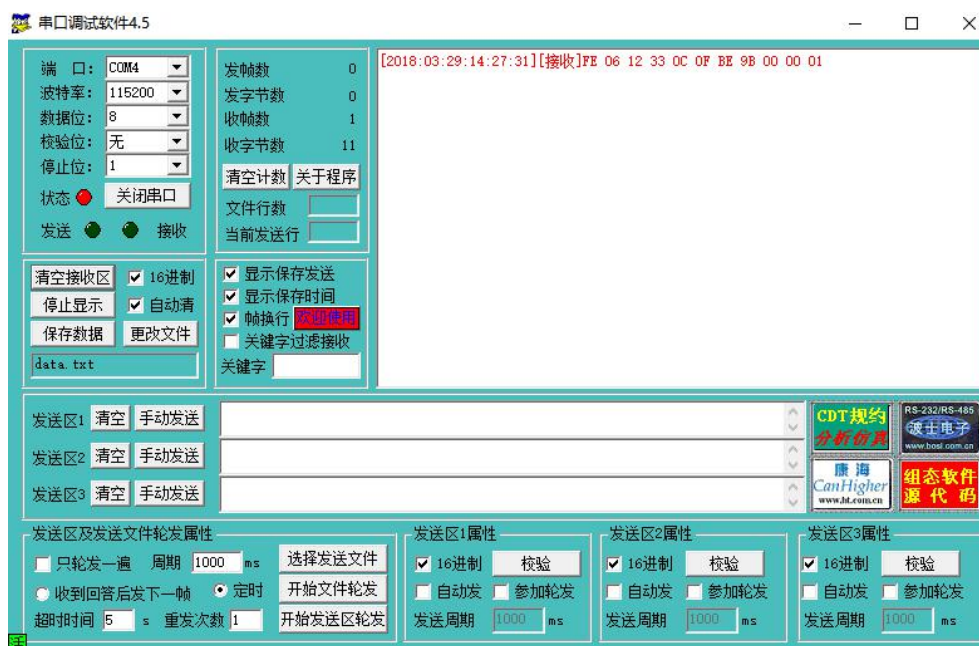 串口调试软件4.5
端 口: COM4
波特率: 115200
数据位: 8
校验位: 无
停止位: 1
状态 关闭串口
发送 接收
发帧数 0
发字节数 0
收帧数 1
收字节数 11
清空计数 关于程序
文件行数
当前发送行
[2018:03:29:14:27:31][接收]FE 06 12 33 0C 0F BE 9B 00 00 01
清空接收区 16进制
停止显示 自动清
保存数据 更改文件
data.txt
显示保存发送
显示保存时间
帧换行 欢迎使用
关键字过滤接收
关键字
发送区1 清空 手动发送
发送区2 清空 手动发送
发送区3 清空 手动发送
CDT规约
分析仿真
RS-232/RS-485
波士电子
www.bosi.com.cn
康海
CanHigher
www.ht.com.cn
组态软件
源代码
发送区及发送文件轮发属性
只轮发一遍 周期 1000 ms 选择发送文件
收到回答后发下一帧 定时 开始文件轮发
超时时间 5 s 重发次数 1 开始发送区轮发
发送区1属性
16进制 校验
自动发 参加轮发
发送周期 1000 ms
发送区2属性
16进制 校验
自动发 参加轮发
发送周期 1000 ms
发送区3属性
16进制 校验
自动发 参加轮发
发送周期 1000 ms
活